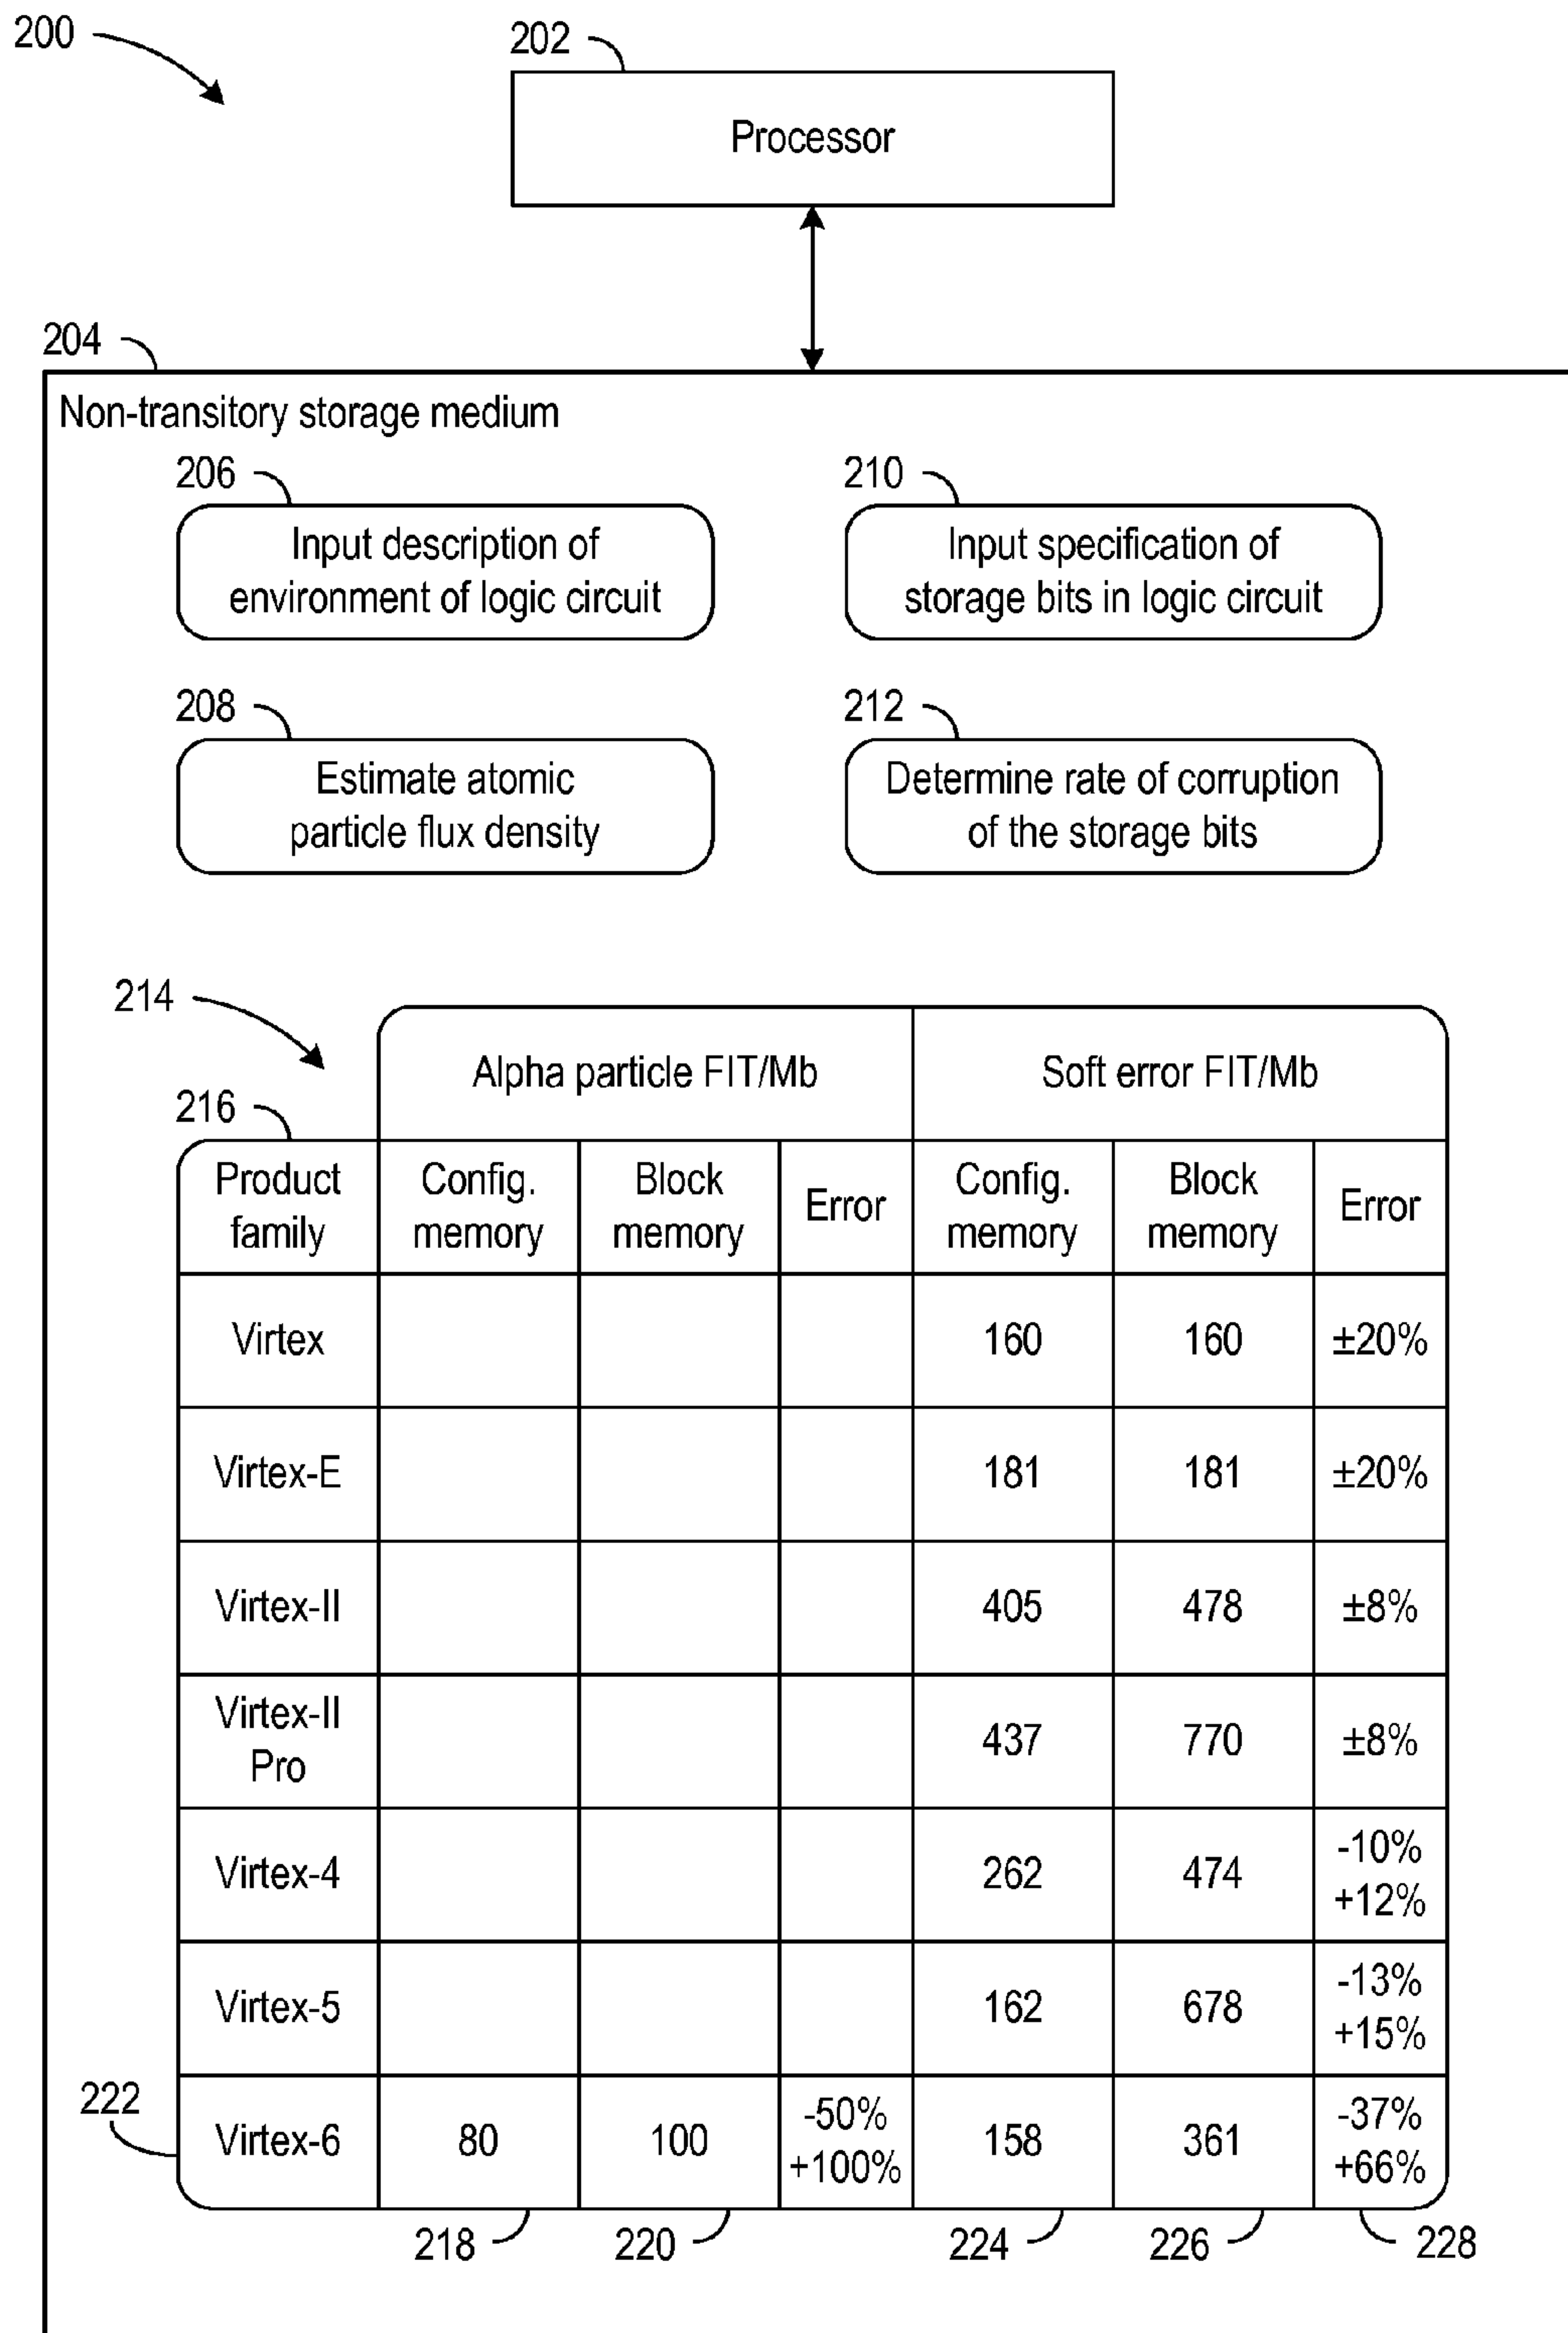 200
202
Processor
204
Non-transitory storage medium
206
Input description of
environment of logic circuit
210
Input specification of
storage bits in logic circuit
208
Estimate atomic
particle flux density
212
Determine rate of corruption
of the storage bits
214
Alpha particle FIT/Mb Soft error FIT/Mb
216
Product family Config. memory Block memory Error Config. memory Block memory Error
Virtex 160 160 ±20%
Virtex-E 181 181 ±20%
Virtex-II 405 478 ±8%
Virtex-II Pro 437 770 ±8%
Virtex-4 262 474 -10% +12%
Virtex-5 162 678 -13% +15%
222
Virtex-6 80 100 -50% +100% 158 361 -37% +66%
218 220 224 226 228